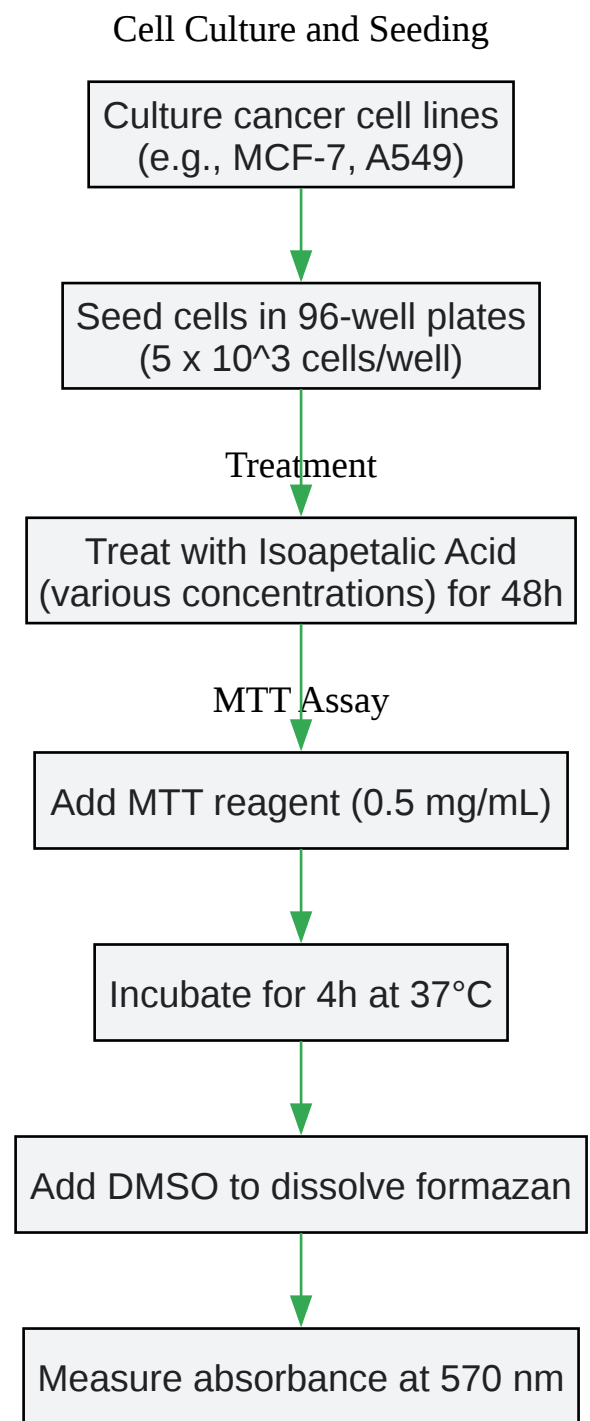 Cell Culture and Seeding
Culture cancer cell lines
(e.g., MCF-7, A549)
Seed cells in 96-well plates
(5 x 10^3 cells/well)
Treatment
Treat with Isoapetalic Acid
(various concentrations) for 48h
MTT Assay
Add MTT reagent (0.5 mg/mL)
Incubate for 4h at 37°C
Add DMSO to dissolve formazan
Measure absorbance at 570 nm